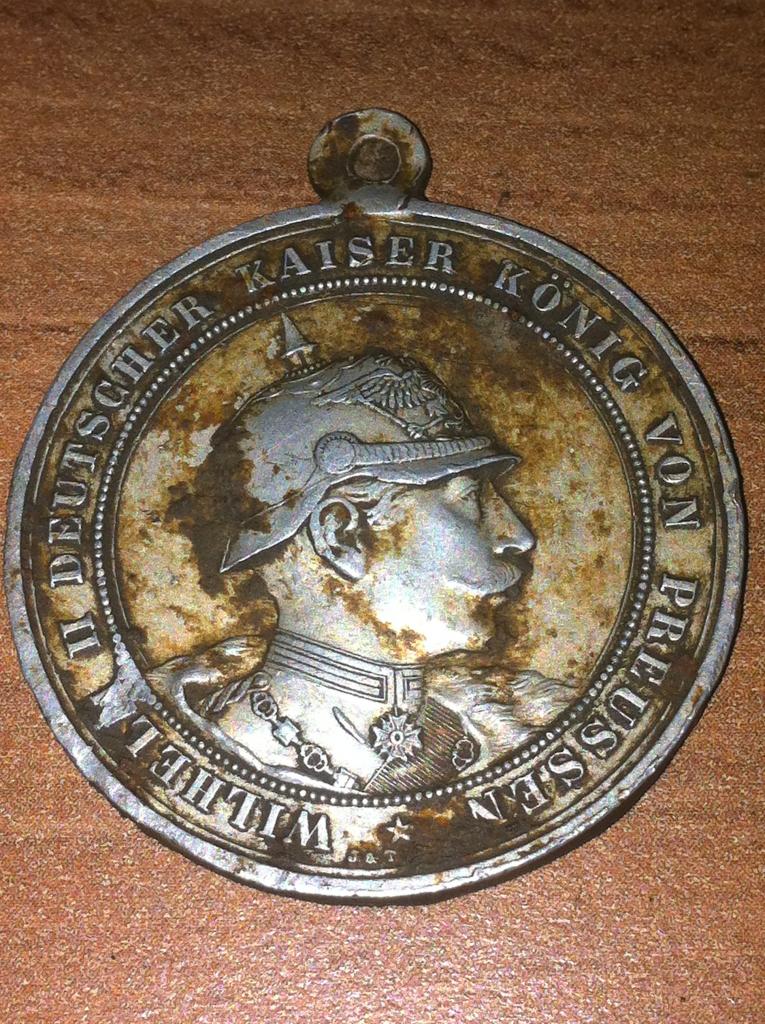 WILHELM II DEUTSCHER KAISER KÖNIG VON PREUSSEN
J & T